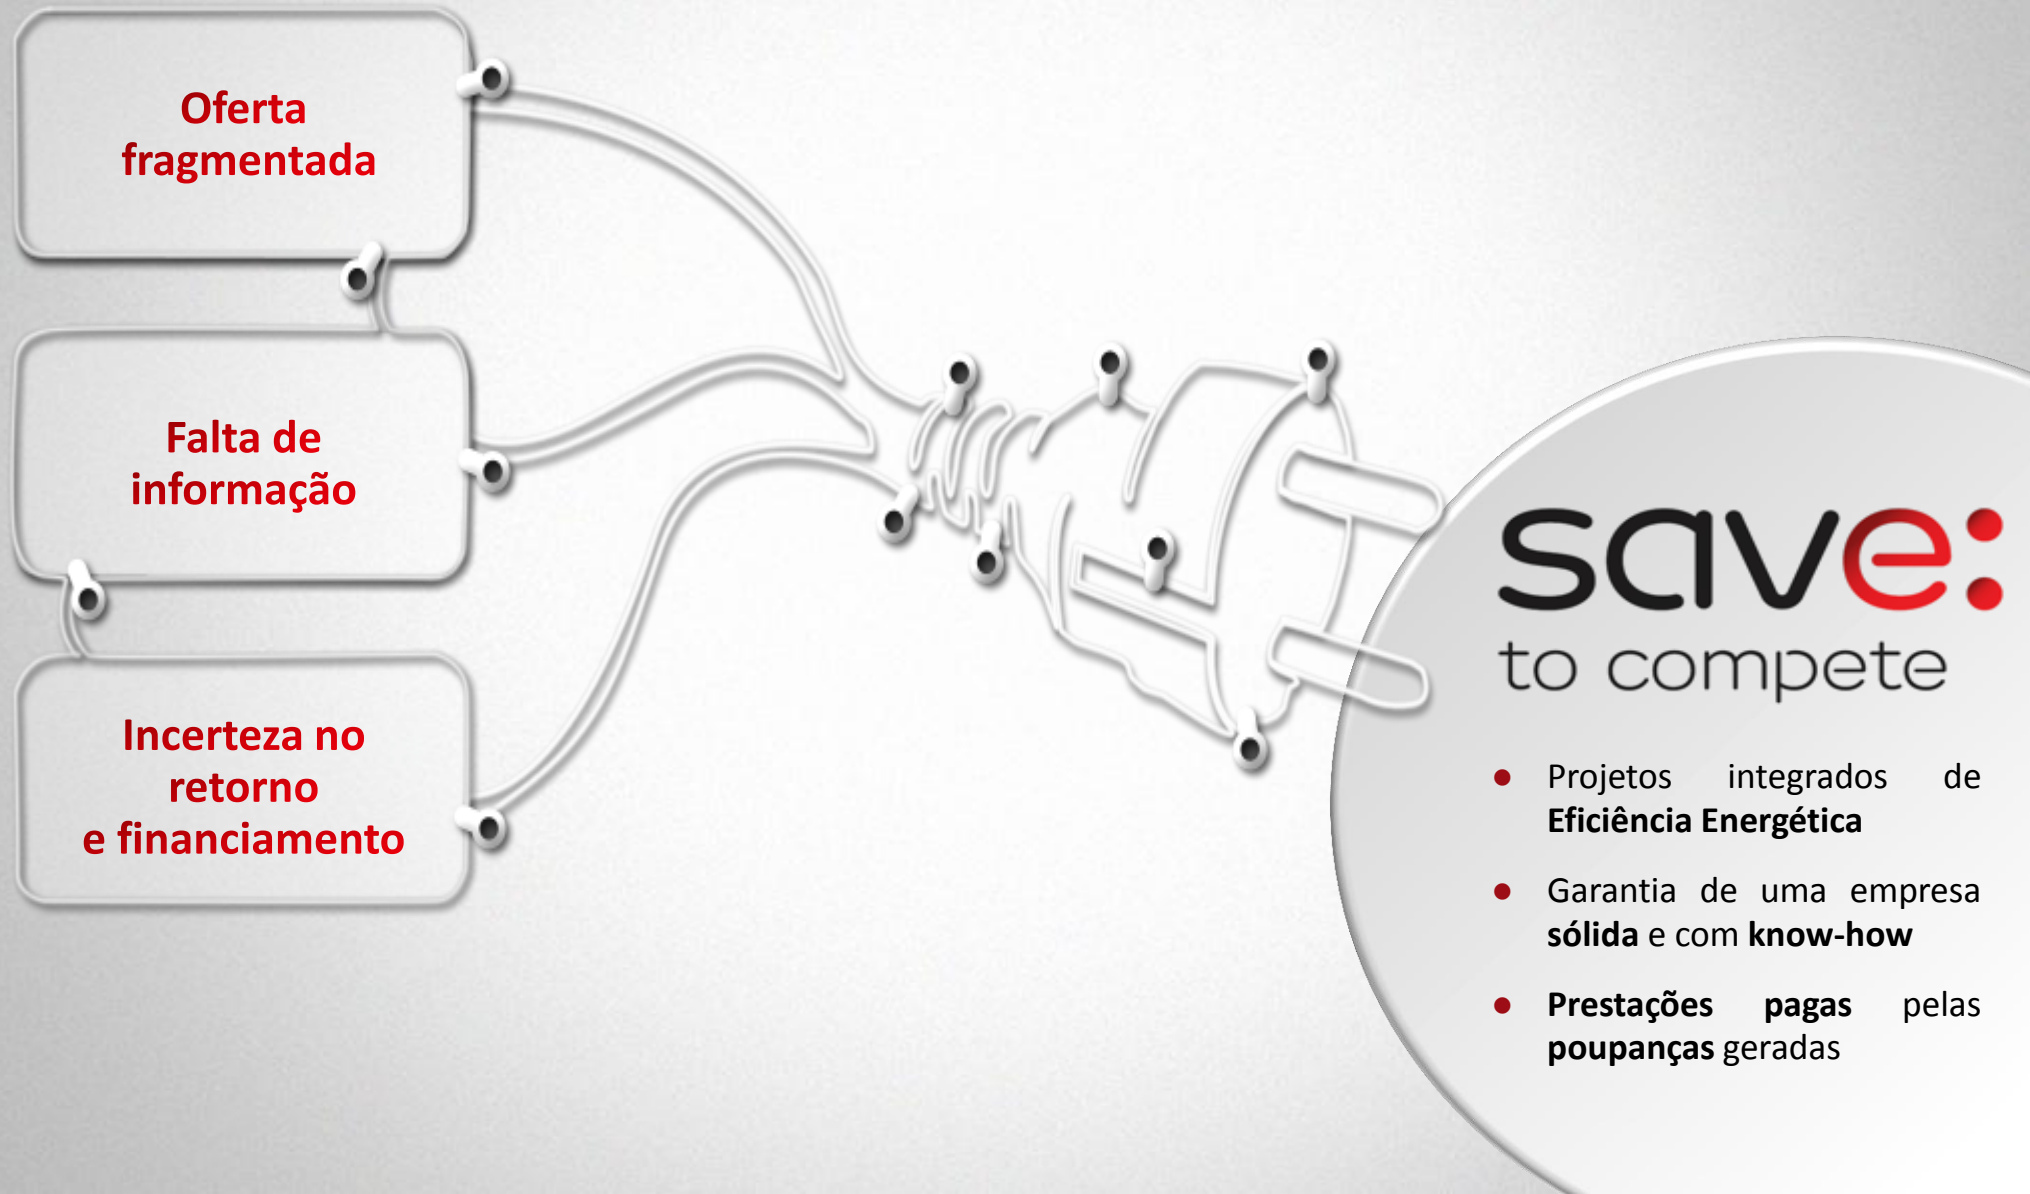 Oferta
fragmentada
Falta de
informação
Incerteza no
retorno
e financiamento
save:
to compete
● Projetos integrados de
Eficiência Energética
● Garantia de uma empresa
sólida e com know-how
● Prestações pagas pelas
poupanças geradas